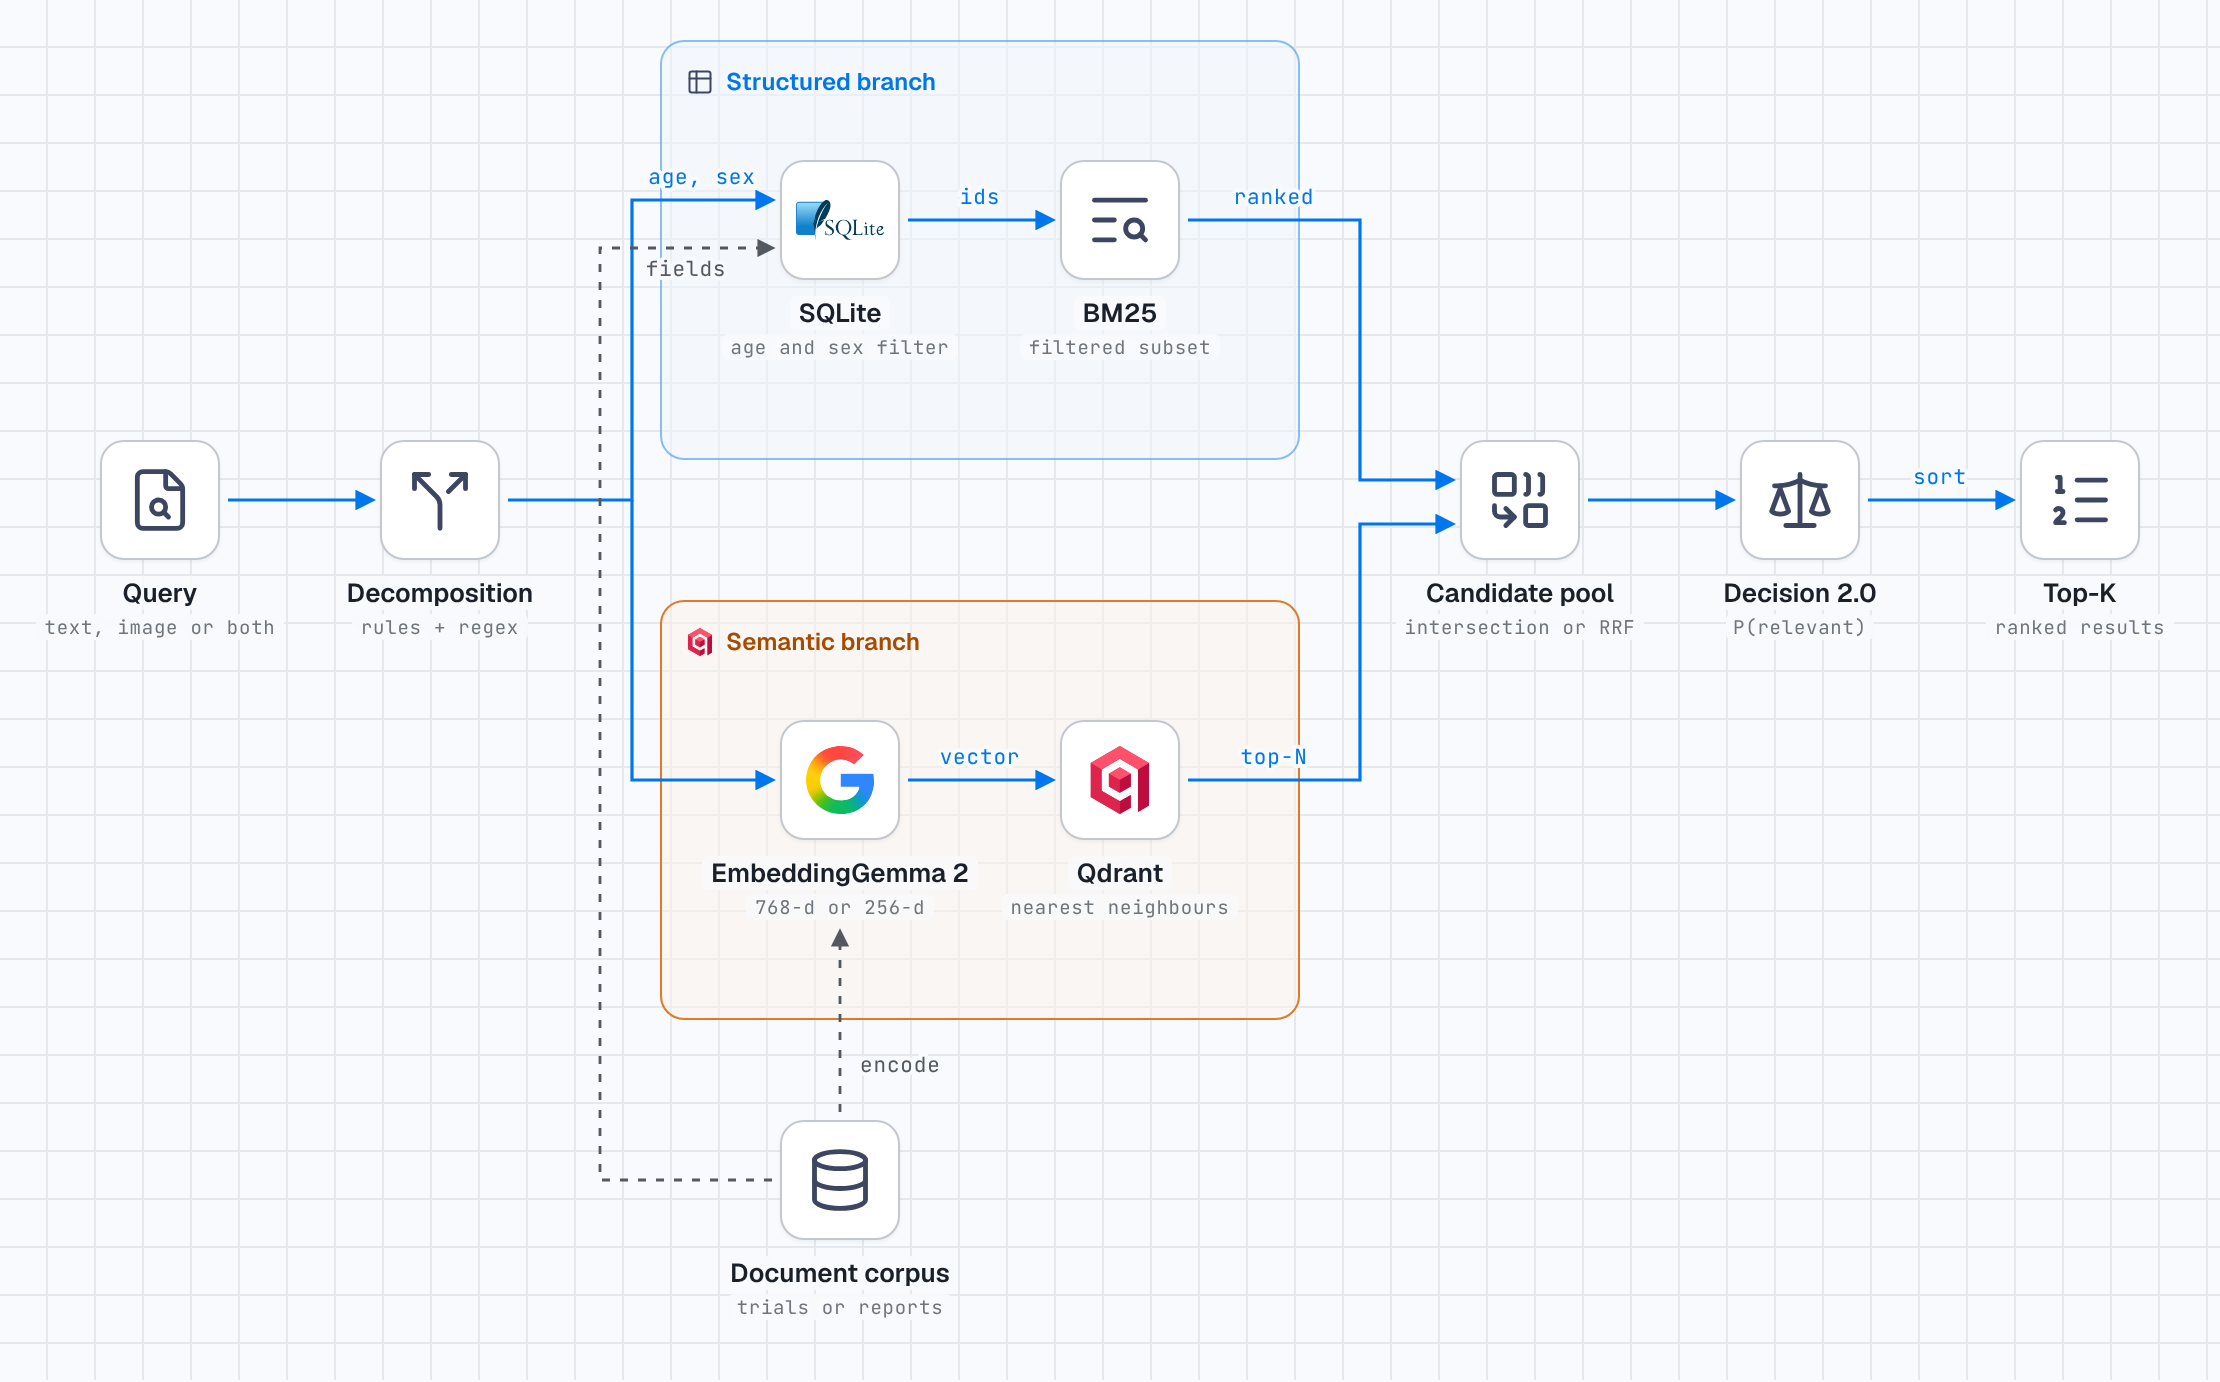 Structured branch
age, sex
ids
ranked
SQLite
fields
SQLite
BM25
age and sex filter
filtered subset
sort
1
2
Query
Decomposition
Candidate pool
Decision 2.0
Top-K
text, image or both
rules + regex
intersection or RRF
P(relevant)
ranked results
Semantic branch
vector
top-N
EmbeddingGemma 2
Qdrant
768-d or 256-d
nearest neighbours
encode
Document corpus
trials or reports